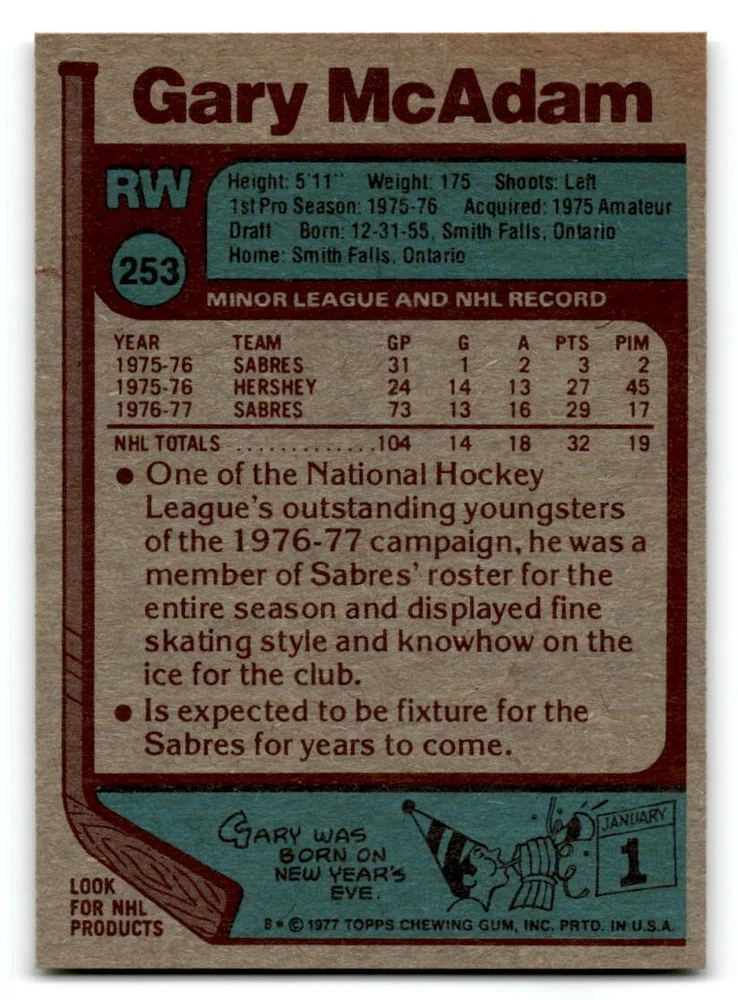 Gary McAdam
RW
253
Height: 5'11" Weight: 175 Shoots: Left
1st Pro Season: 1975-76 Acquired: 1975 Amateur
Draft Born: 12-31-55, Smith Falls, Ontario
Home: Smith Falls, Ontario
MINOR LEAGUE AND NHL RECORD
YEAR TEAM GP G A PTS PIM
1975-76 SABRES 31 1 2 3 2
1975-76 HERSHEY 24 14 13 27 45
1976-77 SABRES 73 13 16 29 17
NHL TOTALS .............104 14 18 32 19
• One of the National Hockey
League's outstanding youngsters
of the 1976-77 campaign, he was a
member of Sabres' roster for the
entire season and displayed fine
skating style and knowhow on the
ice for the club.
• Is expected to be fixture for the
Sabres for years to come.
GARY WAS
BORN ON
NEW YEAR'S
EVE.
JANUARY
1
LOOK
FOR NHL
PRODUCTS
B* © 1977 TOPPS CHEWING GUM, INC. PRTD. IN U.S.A.